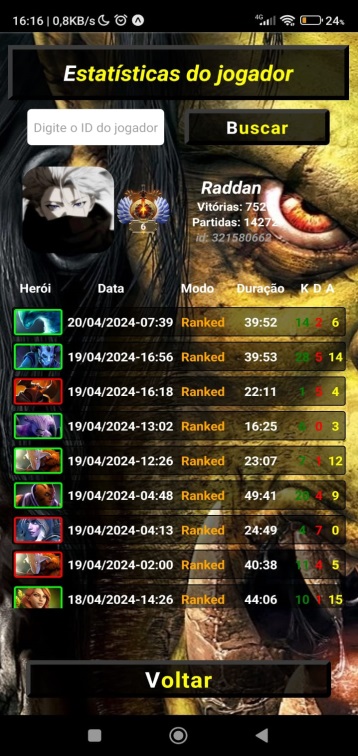 16:16 | 0,8KB/s 4G 24%
Estatísticas do jogador
Digite o ID do jogador Buscar
Raddan
Vitórias: 752
Partidas: 14272
id: 321580662
6
Herói Data Modo Duração K D A
20/04/2024-07:39 Ranked 39:52 14 6
19/04/2024-16:56 Ranked 39:53 28 5 14
19/04/2024-16:18 Ranked 22:11 4
19/04/2024-13:02 Ranked 16:25 0 3
19/04/2024-12:26 Ranked 23:07 1 12
19/04/2024-04:48 Ranked 49:41 4 9
19/04/2024-04:13 Ranked 24:49 7 0
19/04/2024-02:00 Ranked 40:38 4 5
18/04/2024-14:26 Ranked 44:06 10 1 15
Voltar